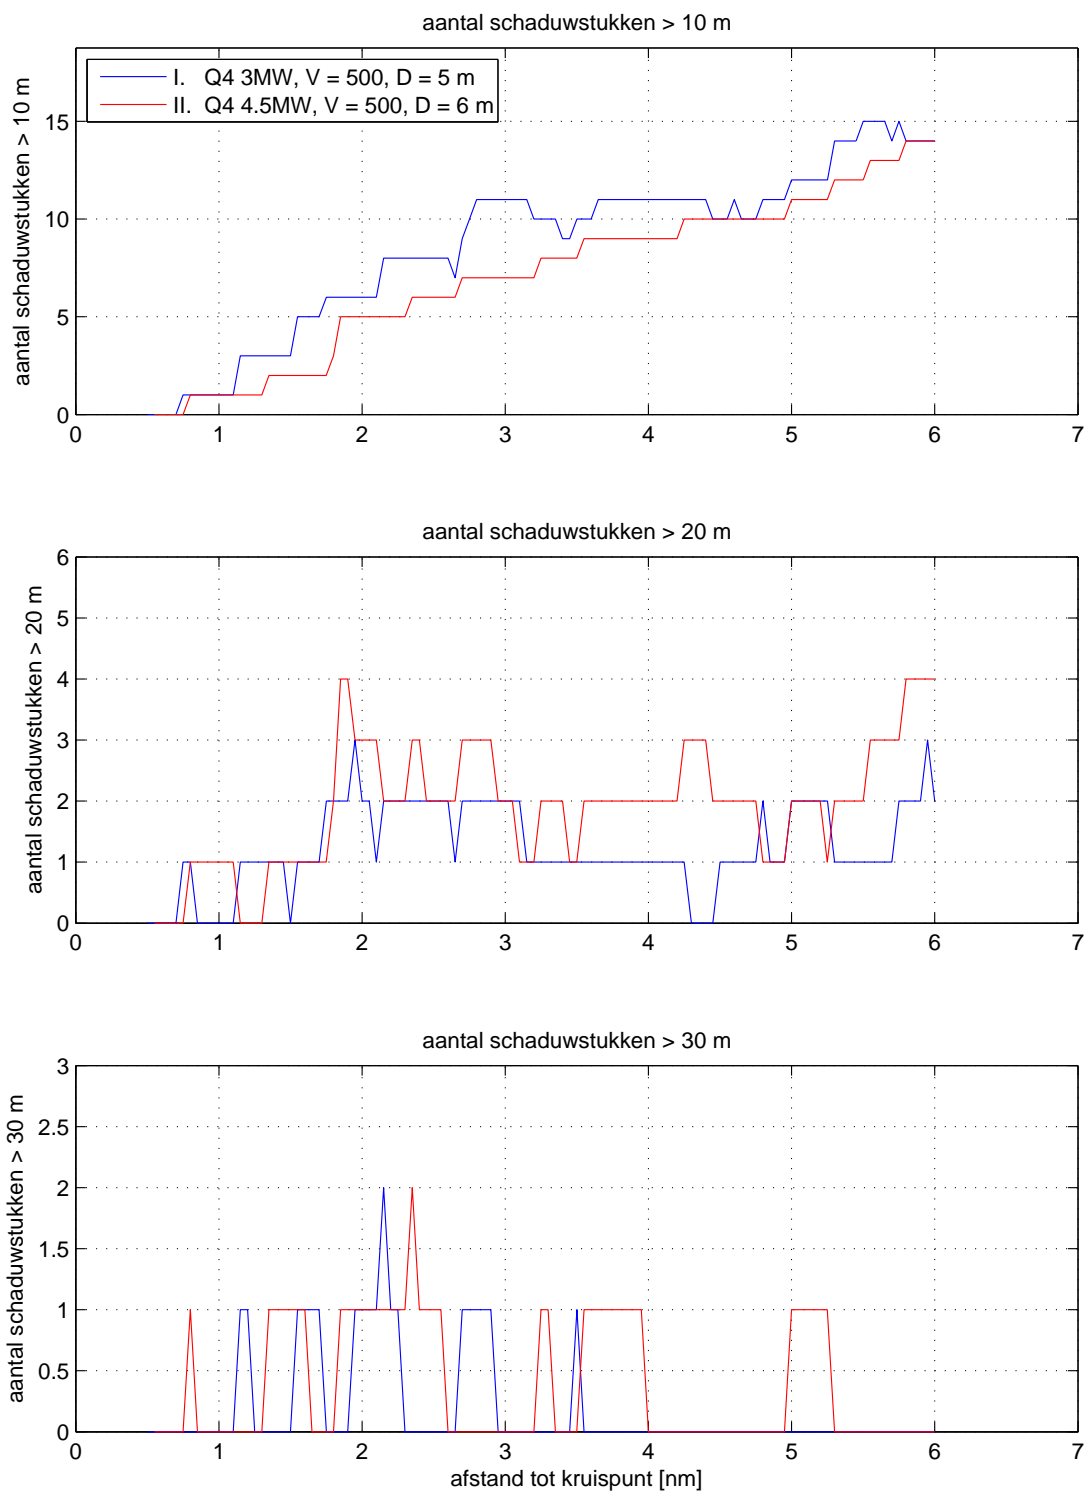 aantal schaduwstukken > 10 m
aantal schaduwstukken > 10 m
I. Q4 3MW, V = 500, D = 5 m
II. Q4 4.5MW, V = 500, D = 6 m
15
10
5
0
0 1 2 3 4 5 6 7
aantal schaduwstukken > 20 m
aantal schaduwstukken > 20 m
6
5
4
3
2
1
0
0 1 2 3 4 5 6 7
aantal schaduwstukken > 30 m
aantal schaduwstukken > 30 m
3
2.5
2
1.5
1
0.5
0
0 1 2 3 4 5 6 7
afstand tot kruispunt [nm]